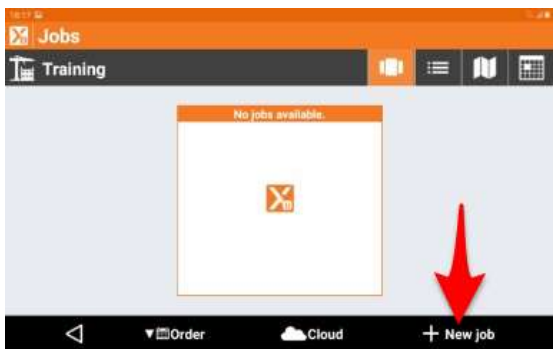 Jobs
Training
No jobs available.
Order
Cloud
New job